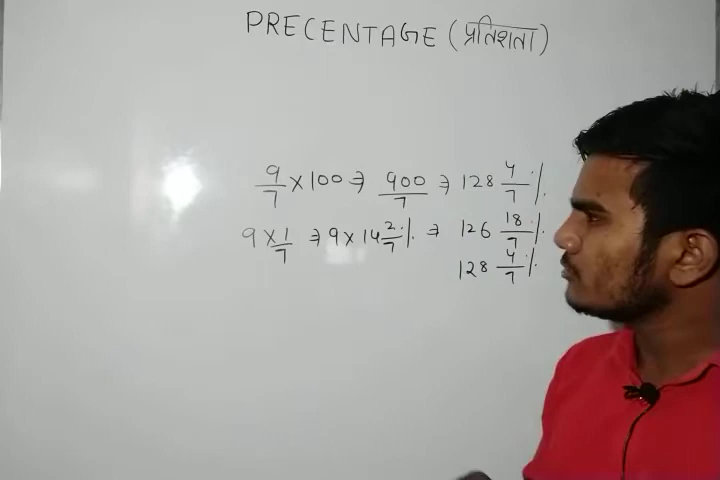 PRECENTAGE (प्रतिशता)
9/7 × 100 ⇒ 900/7 ⇒ 128 4/7 %
9 × 1/7 ⇒ 9 × 14 2/7 % ⇒ 126 18/7 %
128 4/7 %